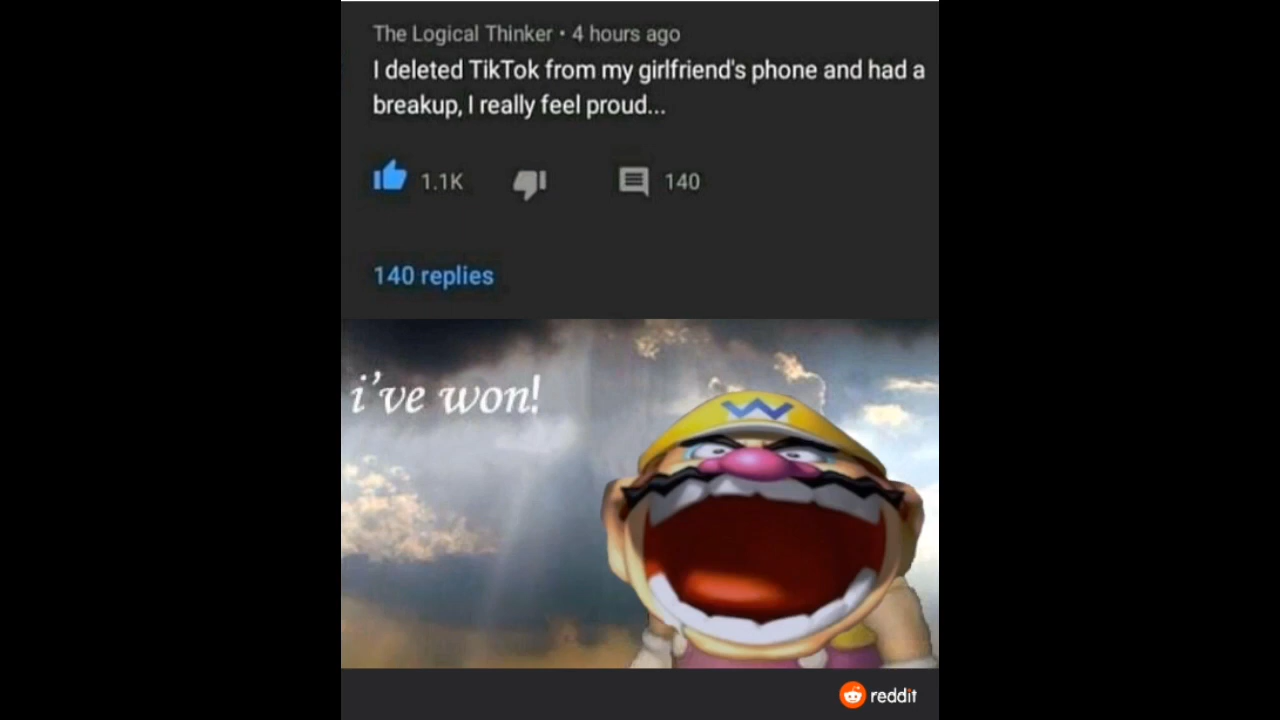 The Logical Thinker • 4 hours ago
I deleted TikTok from my girlfriend's phone and had a
breakup, I really feel proud...
1.1K 140
140 replies
i've won!
W
reddit